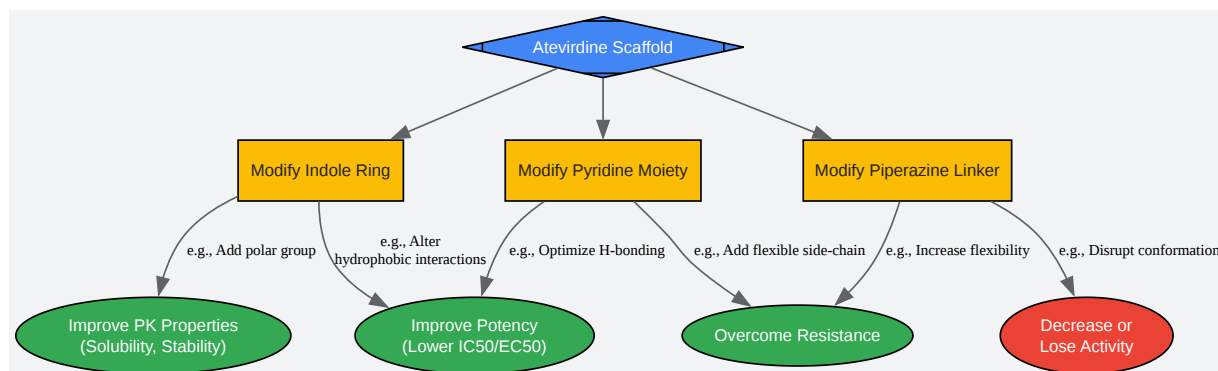 Atevirdine Scaffold
Modify Indole Ring
Modify Pyridine Moiety
Modify Piperazine Linker
e.g., Add polar group
e.g., Alter
hydrophobic interactions
e.g., Optimize H-bonding
e.g., Add flexible side-chain
e.g., Increase flexibility
e.g., Disrupt conformation
Improve PK Properties
(Solubility, Stability)
Improve Potency
(Lower IC50/EC50)
Overcome Resistance
Decrease or
Lose Activity